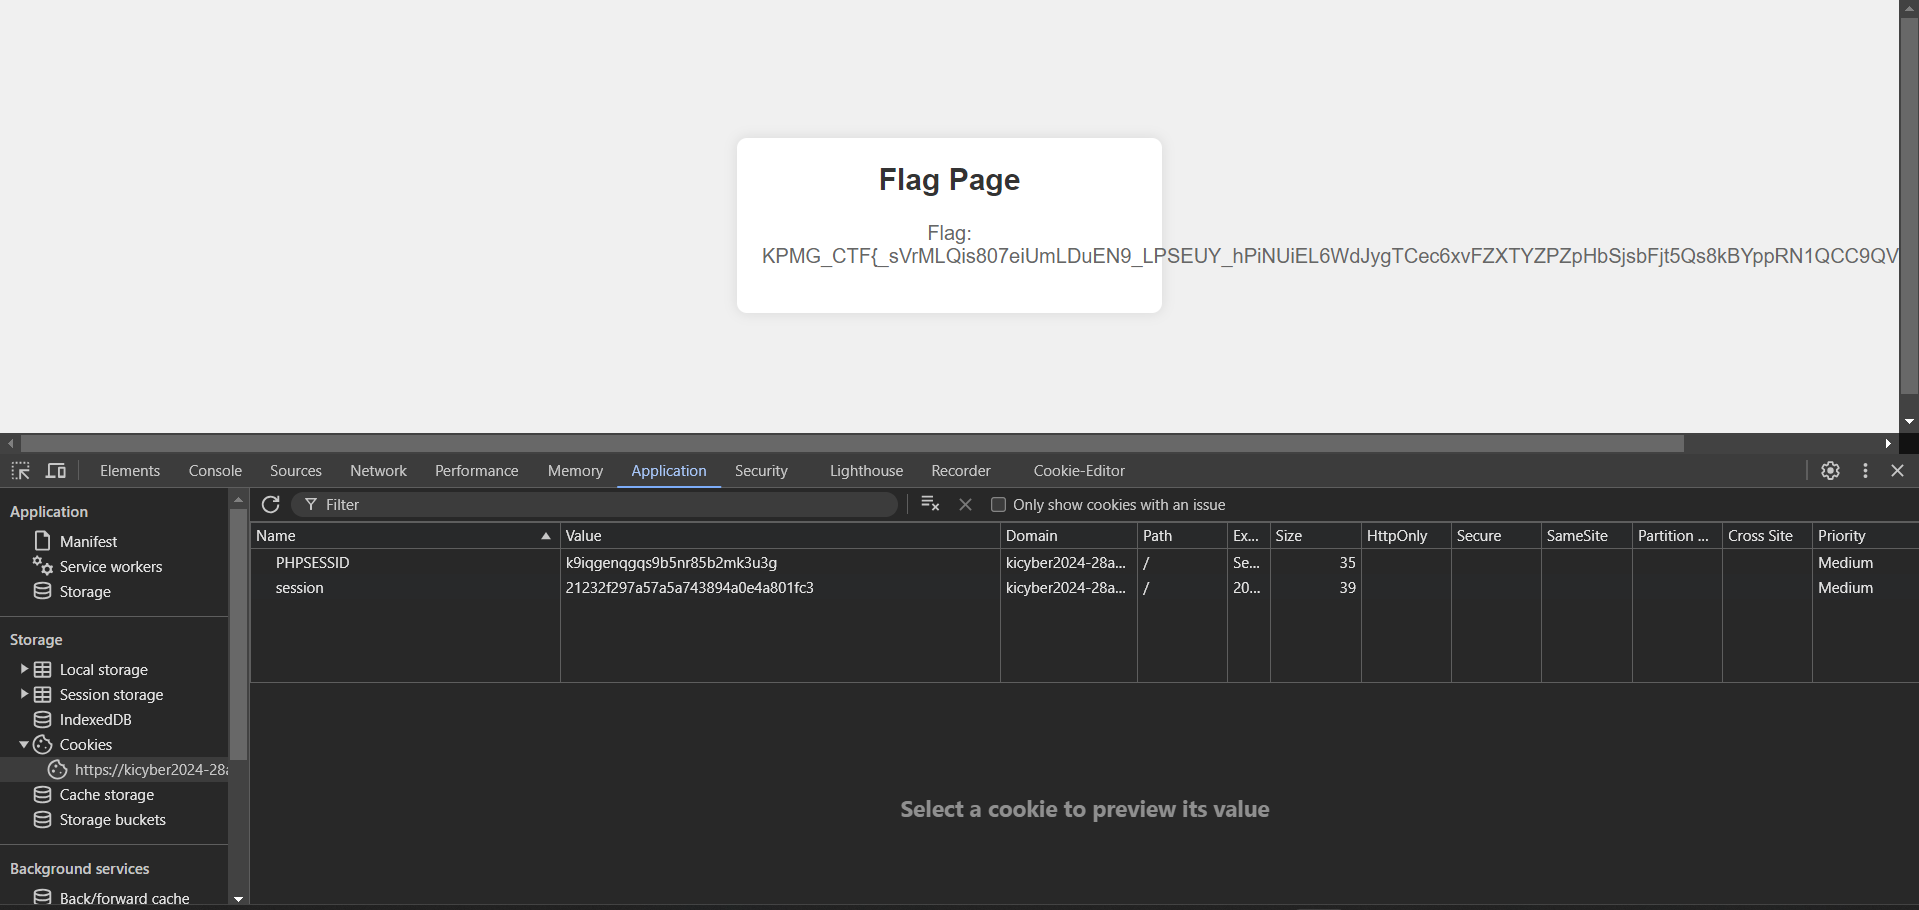 Flag Page
Flag:
KPMG_CTF{_sVrMLQis807eiUmLDuEN9_LPSEUY_hPiNUiEL6WdJygTCec6xvFZXTYZPZpHbSjsbFjt5Qs8kBYppRN1QCC9QV
Elements Console Sources Network Performance Memory Application Security Lighthouse Recorder Cookie-Editor
Application
Manifest
Service workers
Storage
Storage
Local storage
Session storage
IndexedDB
Cookies
https://kicyber2024-28a
Cache storage
Storage buckets
Background services
Back/forward cache
Filter
Only show cookies with an issue
Name Value Domain Path Ex... Size HttpOnly Secure SameSite Partition ... Cross Site Priority
PHPSESSID k9iqgenqgqs9b5nr85b2mk3u3g kicyber2024-28a... / Se... 35 Medium
session 21232f297a57a5a743894a0e4a801fc3 kicyber2024-28a... / 20... 39 Medium
Select a cookie to preview its value